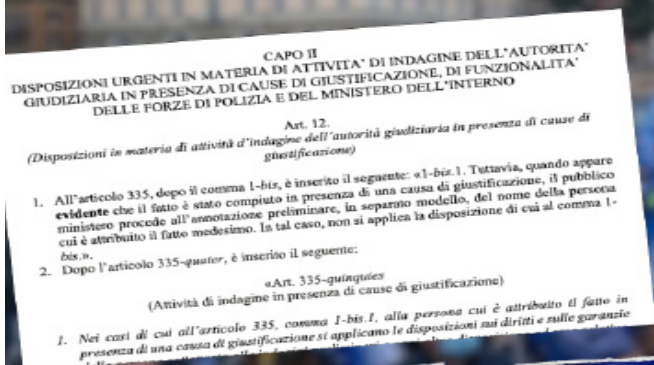 CAPO II
DISPOSIZIONI URGENTI IN MATERIA DI ATTIVITA' DI INDAGINE DELL'AUTORITA'
GIUDIZIARIA IN PRESENZA DI CAUSE DI GIUSTIFICAZIONE, DI FUNZIONALITA'
DELLE FORZE DI POLIZIA E DEL MINISTERO DELL'INTERNO
Art. 12.
(Disposizioni in materia di attività d'indagine dell'autorità giudiziaria in presenza di cause di
giustificazione)
1. All'articolo 335, dopo il comma 1-bis, è inserito il seguente: «1-bis.1. Tuttavia, quando appare
evidente che il fatto è stato compiuto in presenza di una causa di giustificazione, il pubblico
ministero procede all'annotazione preliminare, in separato modello, del nome della persona
cui è attribuito il fatto medesimo. In tal caso, non si applica la disposizione di cui al comma 1-
bis.».
2. Dopo l'articolo 335-quater, è inserito il seguente:
«Art. 335-quinquies
(Attività di indagine in presenza di cause di giustificazione)
1. Nei casi di cui all'articolo 335, comma 1-bis.1, alla persona cui è attribuito il fatto in
presenza di una causa di giustificazione si applicano le disposizioni sui diritti e sulle garanzie